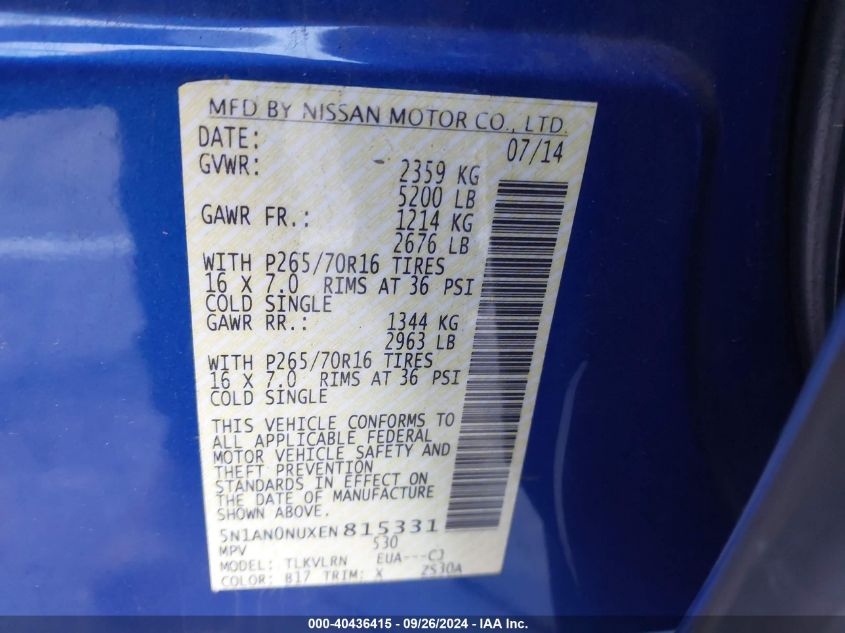 MFD BY NISSAN MOTOR CO., LTD.
DATE: 07/14
GVWR: 2359 KG
5200 LB
GAWR FR.: 1214 KG
2676 LB
WITH P265/70R16 TIRES
16 X 7.0 RIMS AT 36 PSI
COLD SINGLE
GAWR RR.: 1344 KG
2963 LB
WITH P265/70R16 TIRES
16 X 7.0 RIMS AT 36 PSI
COLD SINGLE
THIS VEHICLE CONFORMS TO
ALL APPLICABLE FEDERAL
MOTOR VEHICLE SAFETY AND
THEFT PREVENTION
STANDARDS IN EFFECT ON
THE DATE OF MANUFACTURE
SHOWN ABOVE.
5N1AN0NUXEN815331
MPV 530
MODEL: TLKVLRN EUA---CJ
COLOR: B17 TRIM: X ZS30A
000-40436415 - 09/26/2024 - IAA Inc.